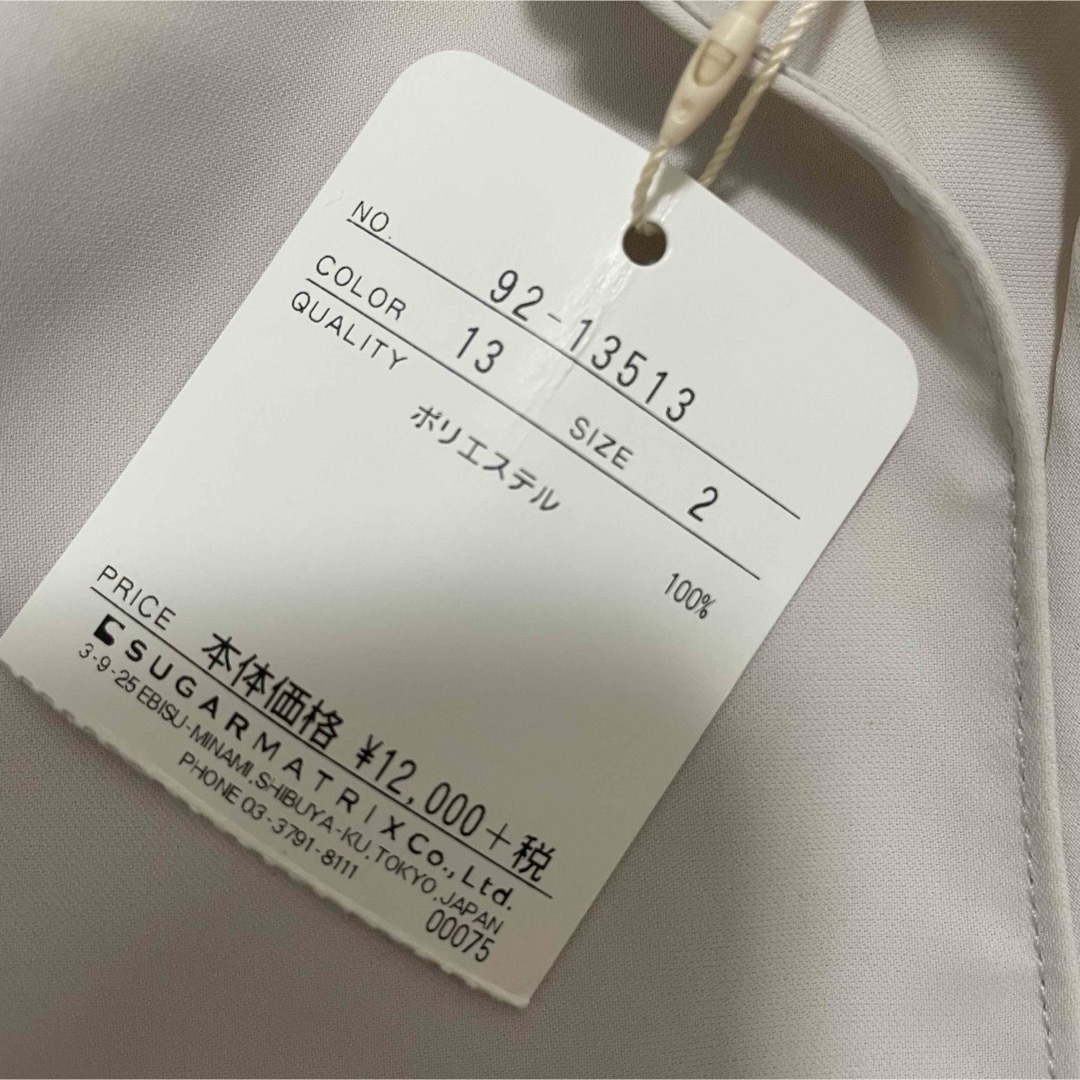 NO. 92-13513
COLOR 13 SIZE 2
QUALITY
ポリエステル
100%
PRICE 本体価格 ¥12,000+税
SUGARMATRIX Co., Ltd.
3-9-25 EBISU-MINAMI, SHIBUYA-KU, TOKYO, JAPAN
PHONE 03-3791-8111
00075